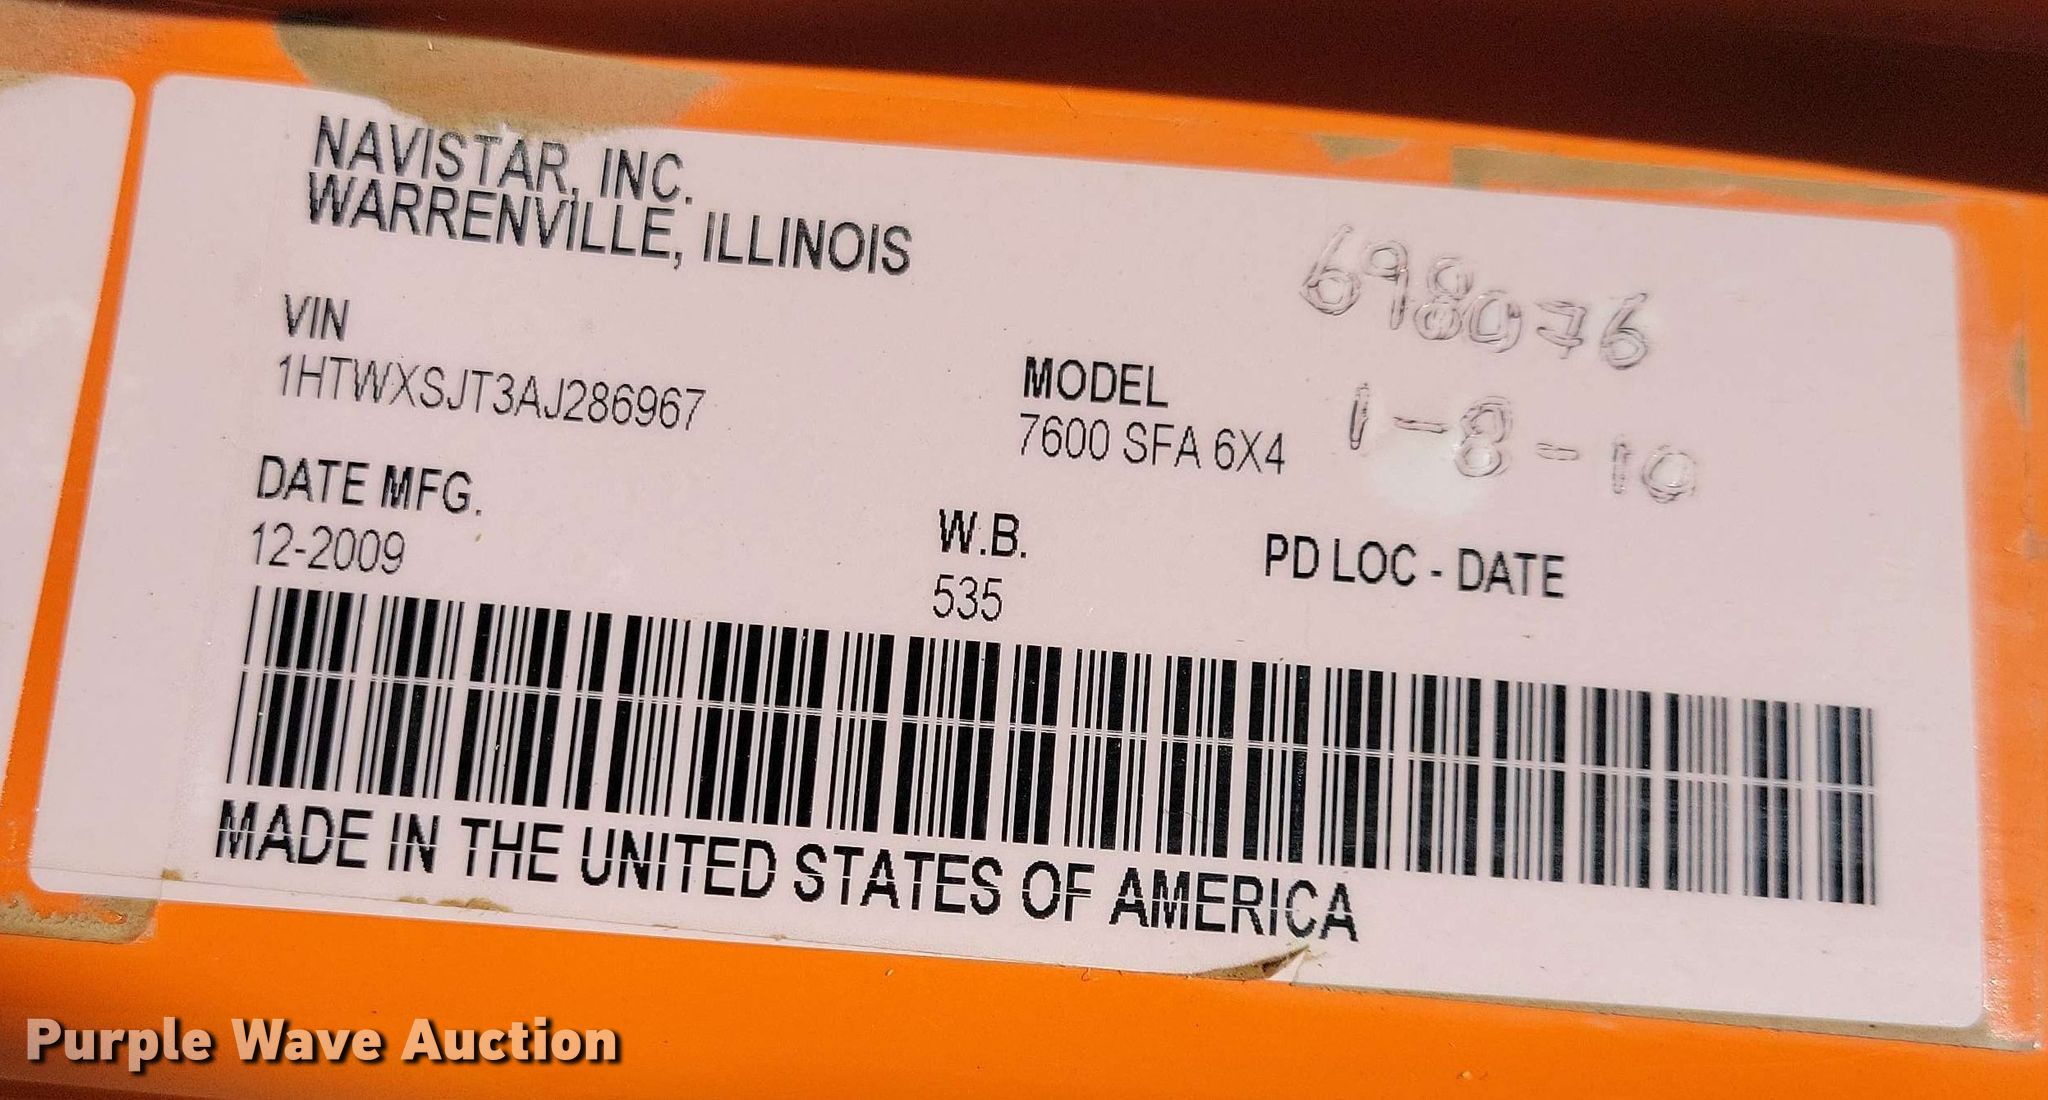 NAVISTAR, INC.
WARRENVILLE, ILLINOIS
698076
VIN
1HTWXSJT3AJ286967
MODEL
7600 SFA 6X4
1-8-10
DATE MFG.
12-2009
W.B.
535
PD LOC - DATE
MADE IN THE UNITED STATES OF AMERICA
Purple Wave Auction